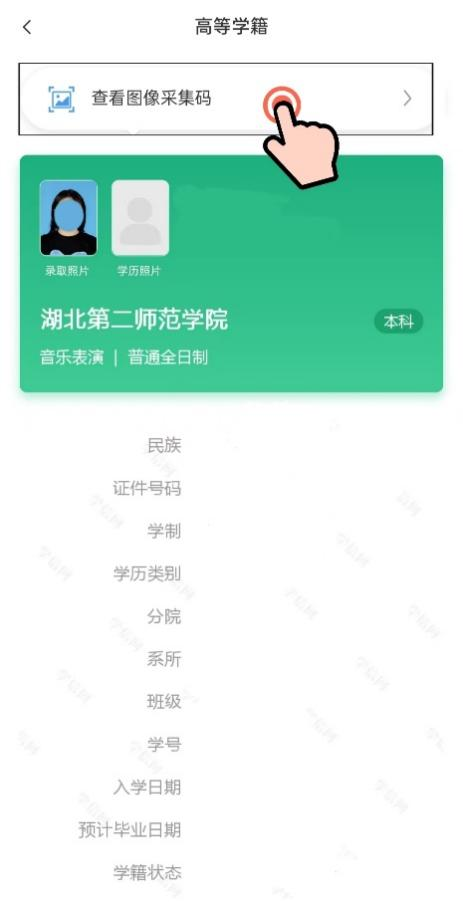 高等学籍
查看图像采集码
录取照片 学历照片
湖北第二师范学院 本科
音乐表演 | 普通全日制
民族
证件号码
学制
学历类别
分院
系所
班级
学号
入学日期
预计毕业日期
学籍状态
学信网